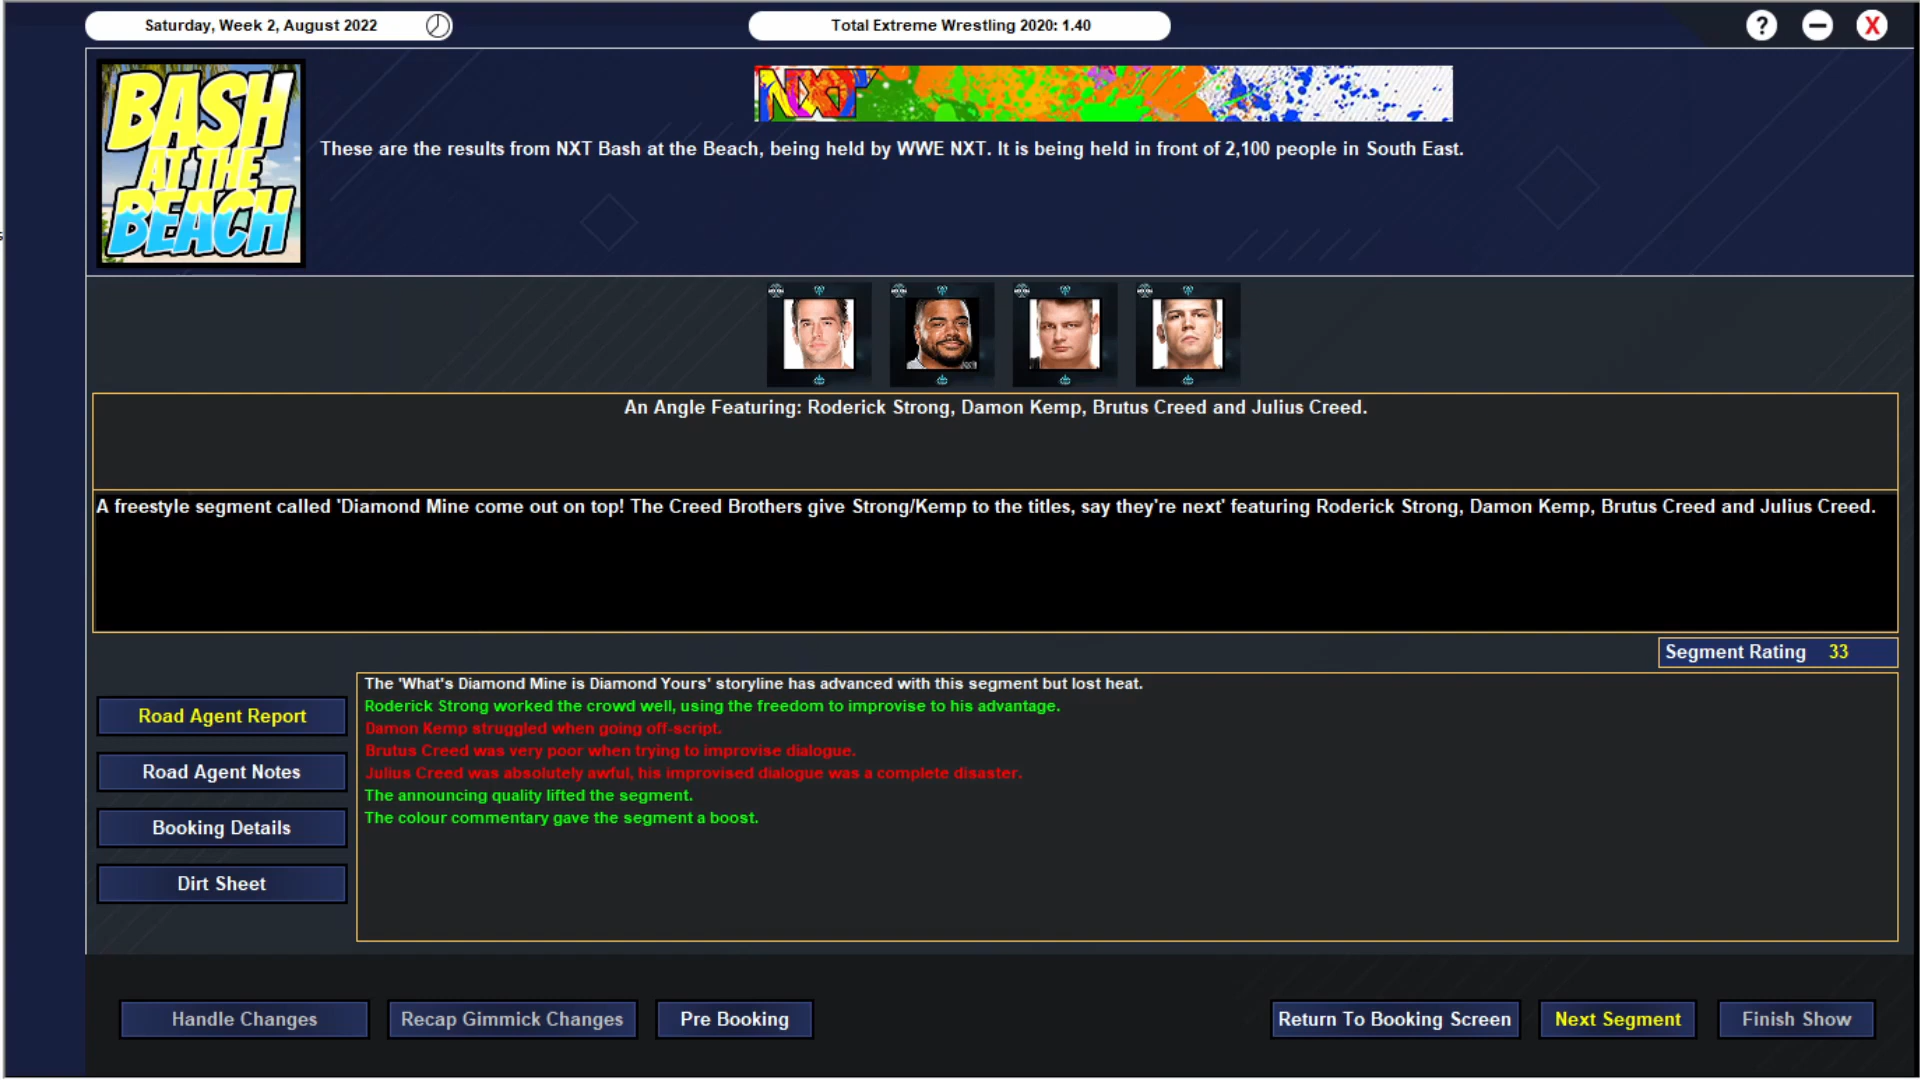 Saturday, Week 2, August 2022
Total Extreme Wrestling 2020: 1.40
?
X
BASH
AT THE
BEACH
NXT
These are the results from NXT Bash at the Beach, being held by WWE NXT. It is being held in front of 2,100 people in South East.
An Angle Featuring: Roderick Strong, Damon Kemp, Brutus Creed and Julius Creed.
A freestyle segment called 'Diamond Mine come out on top! The Creed Brothers give Strong/Kemp to the titles, say they're next' featuring Roderick Strong, Damon Kemp, Brutus Creed and Julius Creed.
Segment Rating 33
Road Agent Report
Road Agent Notes
Booking Details
Dirt Sheet
The 'What's Diamond Mine is Diamond Yours' storyline has advanced with this segment but lost heat.
Roderick Strong worked the crowd well, using the freedom to improvise to his advantage.
Damon Kemp struggled when going off-script.
Brutus Creed was very poor when trying to improvise dialogue.
Julius Creed was absolutely awful, his improvised dialogue was a complete disaster.
The announcing quality lifted the segment.
The colour commentary gave the segment a boost.
Handle Changes
Recap Gimmick Changes
Pre Booking
Return To Booking Screen
Next Segment
Finish Show